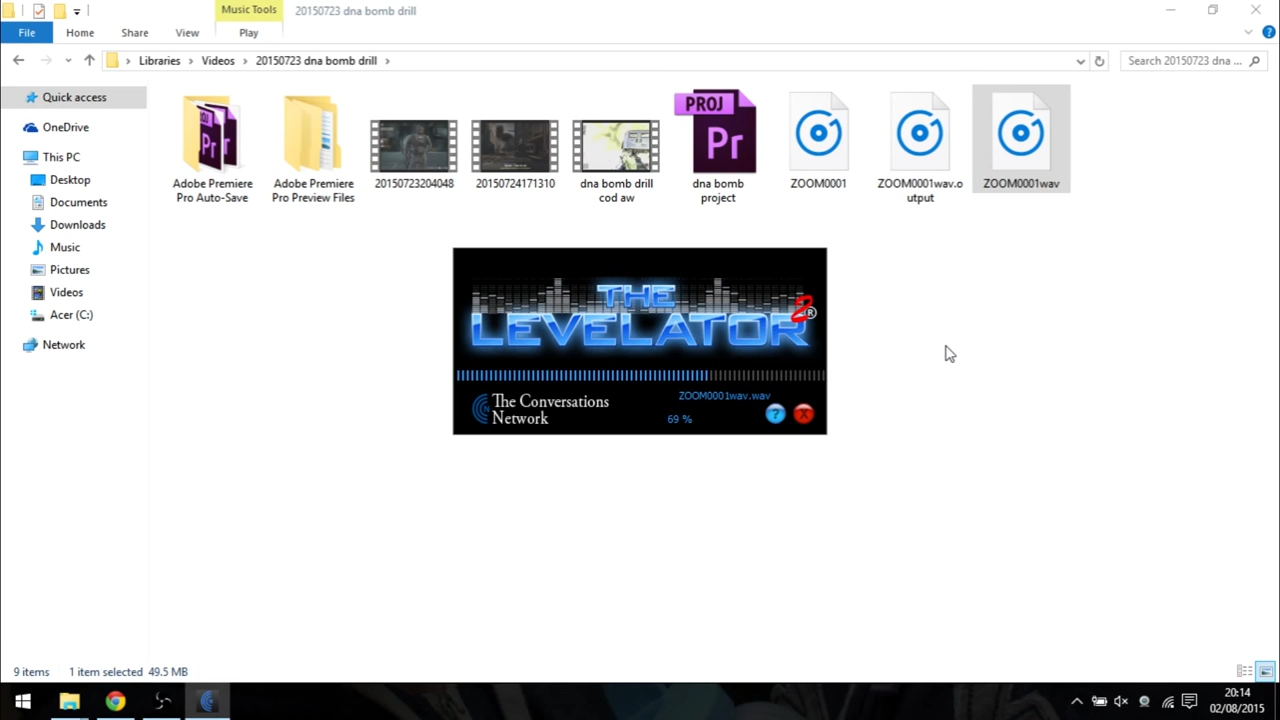 Music Tools
20150723 dna bomb drill
File
Home
Share
View
Play
Libraries
Videos
20150723 dna bomb drill
Search 20150723 dna ...
Quick access
OneDrive
This PC
Desktop
Documents
Downloads
Music
Pictures
Videos
Acer (C:)
Network
PROJ
Pr
Adobe Premiere
Pro Auto-Save
Adobe Premiere
Pro Preview Files
20150723204048
20150724171310
dna bomb drill
cod aw
PROJ
Pr
dna bomb
project
ZOOM0001
ZOOM0001wav.o
utput
ZOOM0001wav
THE
LEVELATOR
2®
The Conversations
Network
ZOOM0001wav.wav
69 %
?
X
9 items
1 item selected 49.5 MB
20:14
02/08/2015